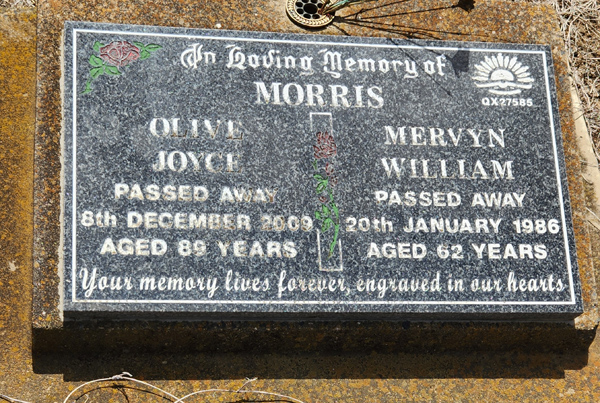 In Loving Memory of
MORRIS
QX27585
OLIVE
JOYCE
PASSED AWAY
8th DECEMBER 2009
AGED 89 YEARS
MERVYN
WILLIAM
PASSED AWAY
20th JANUARY 1986
AGED 62 YEARS
Your memory lives forever, engraved in our hearts